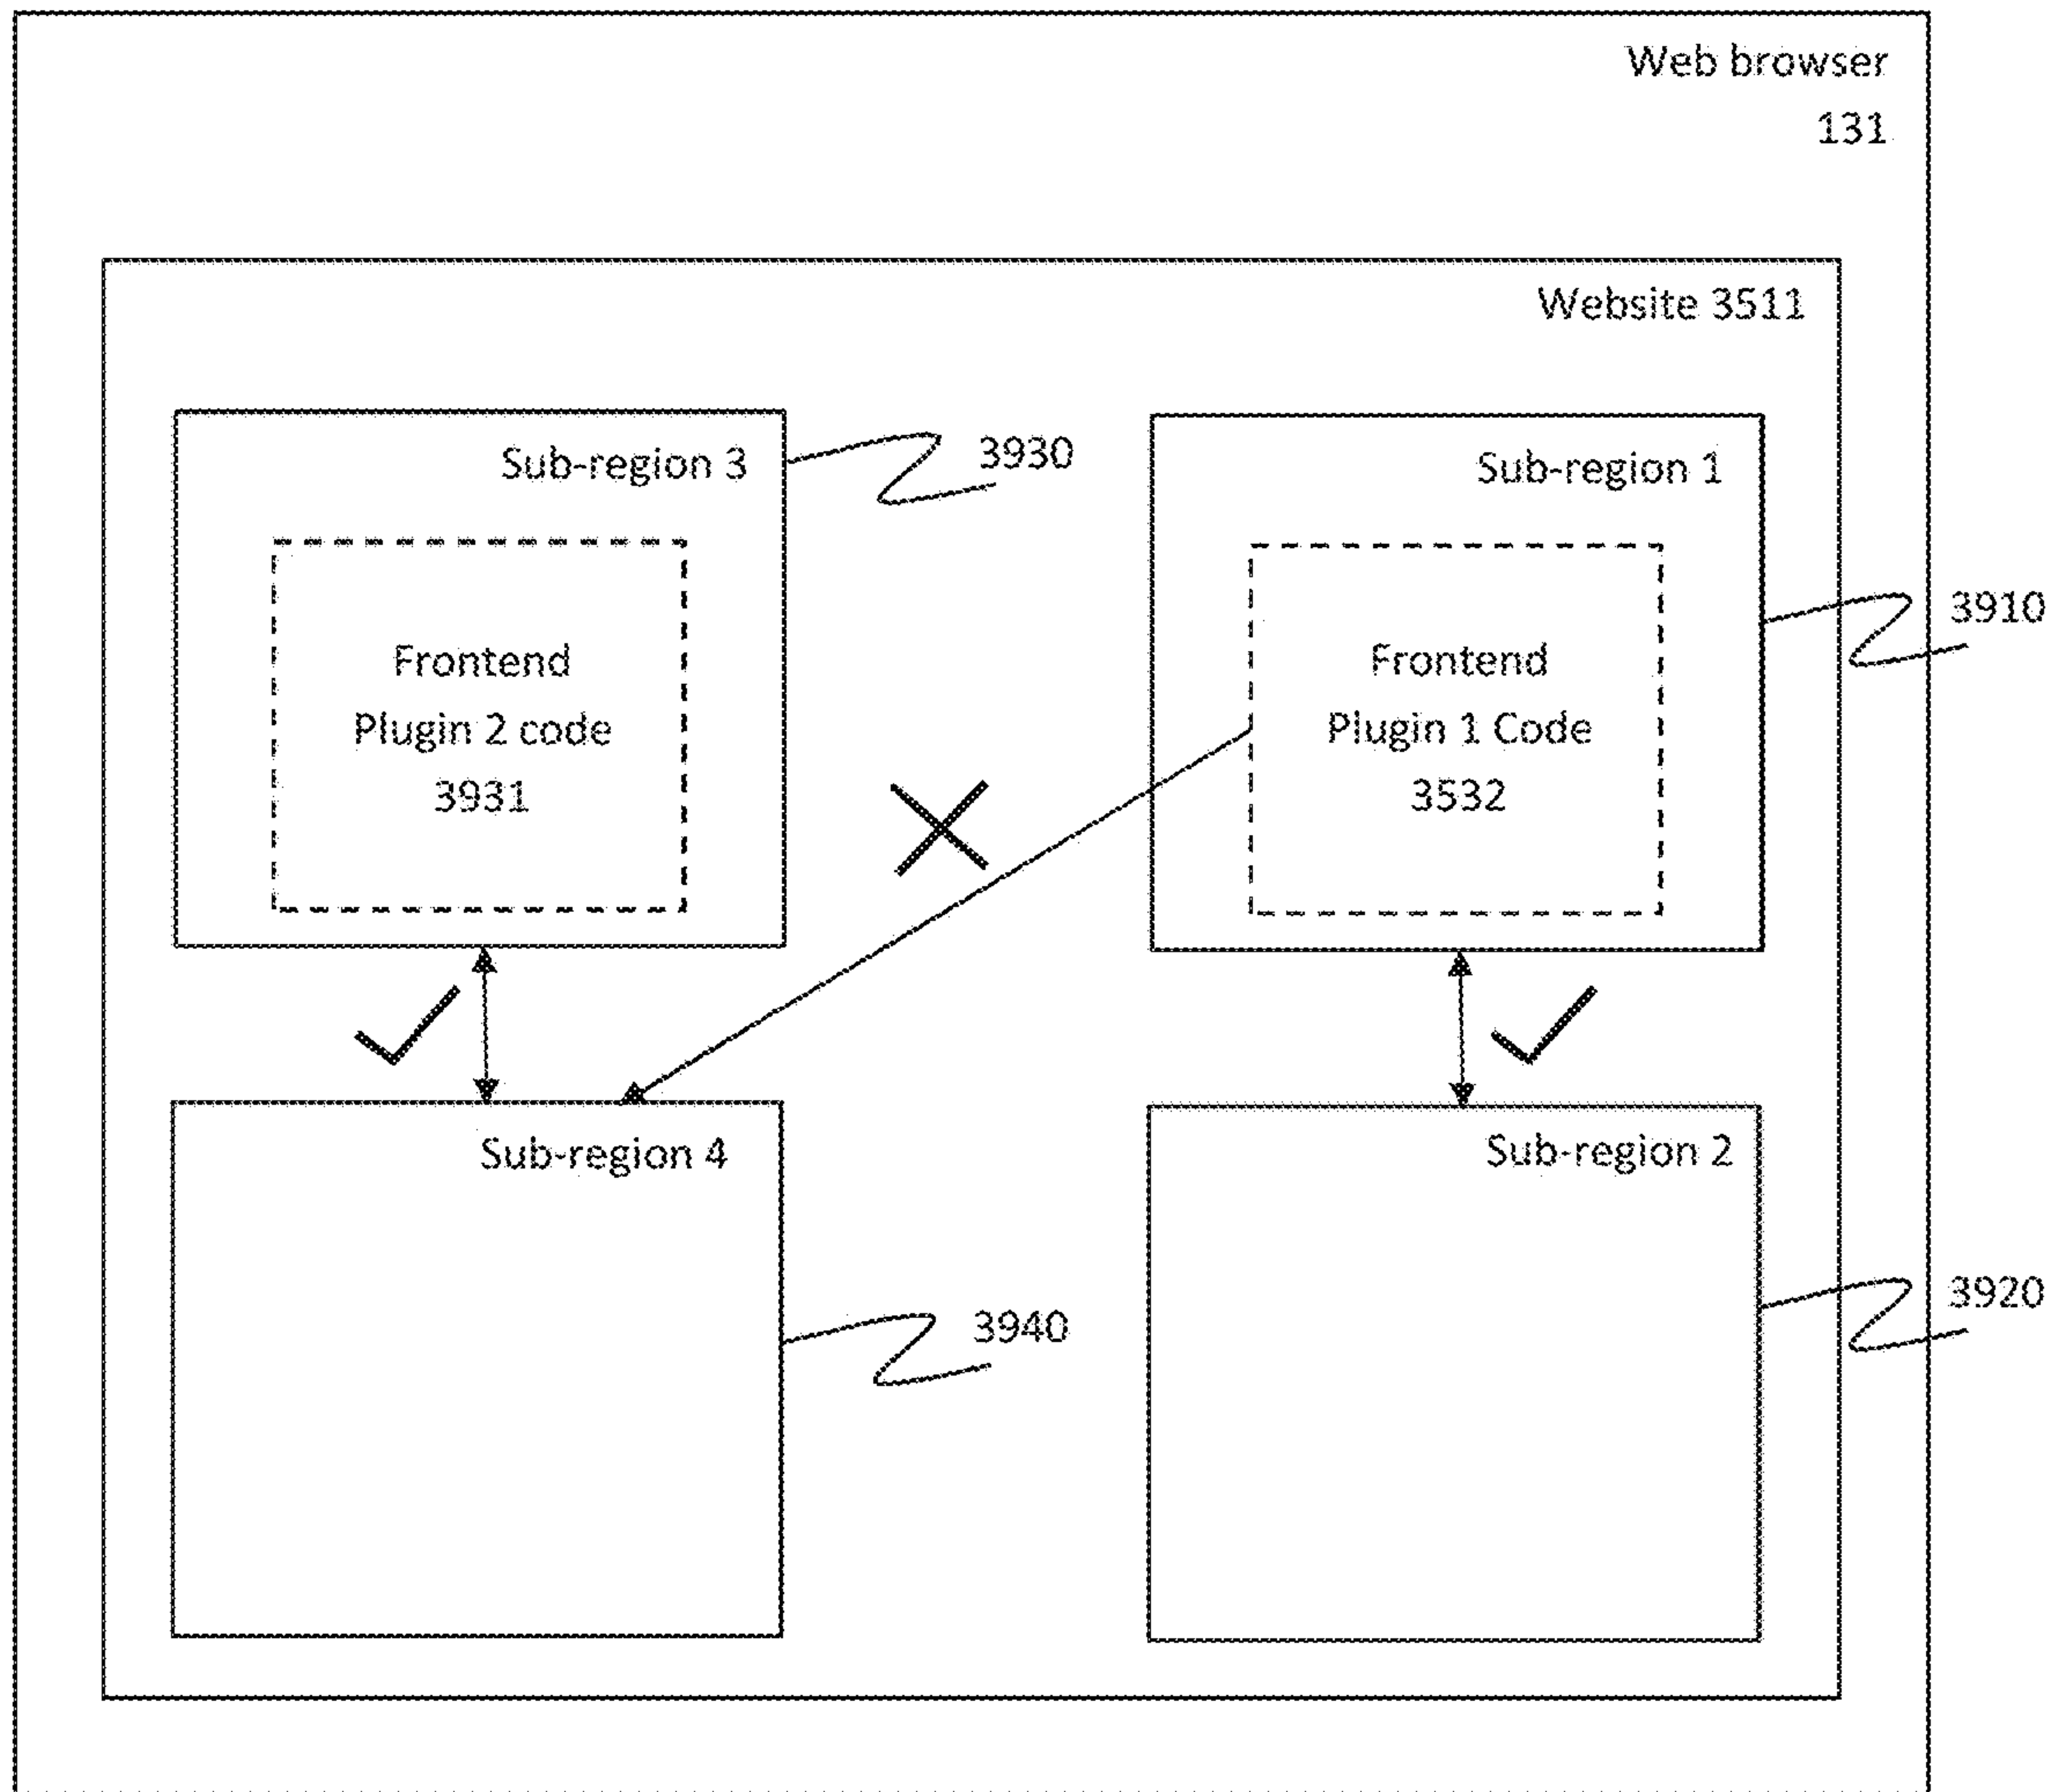 Web browser
131
Website 3511
Sub-region 3
3930
Frontend
Plugin 2 code
3931
Sub-region 1
3910
Frontend
Plugin 1 Code
3532
Sub-region 4
3940
Sub-region 2
3920